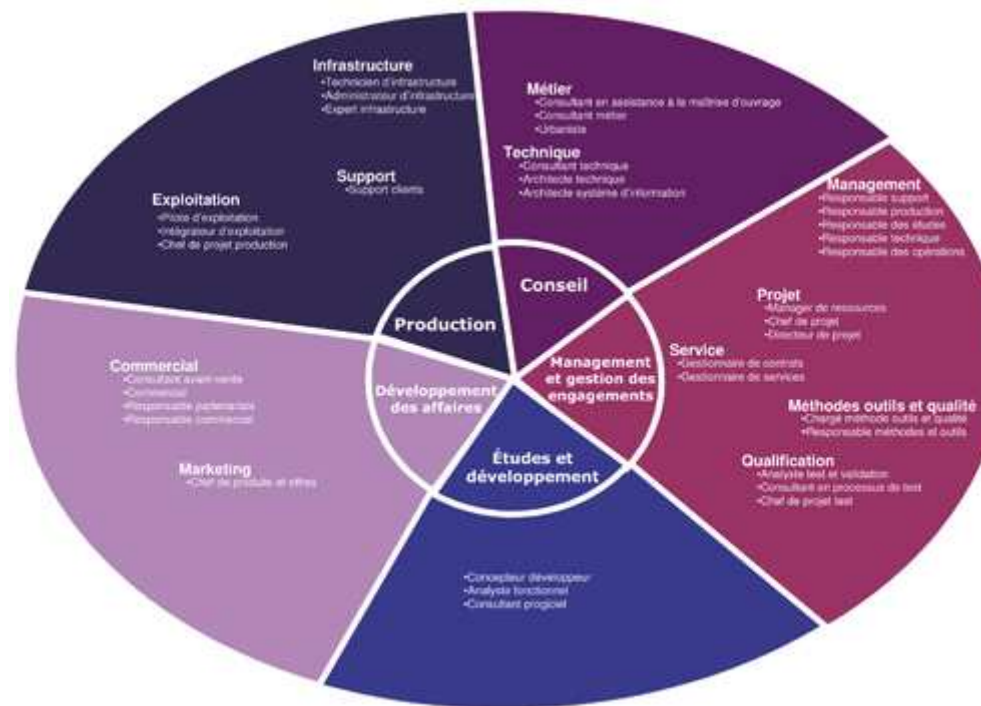 Infrastructure
•Technicien d'infrastructure
•Administrateur d'infrastructure
•Expert infrastructure
Support
•Support clients
Exploitation
•Pilote d'exploitation
•Intégrateur d'exploitation
•Chef de projet production
Production
Métier
•Consultant en assistance à la maîtrise d'ouvrage
•Consultant métier
•Urbaniste
Technique
•Consultant technique
•Architecte technique
•Architecte système d'information
Conseil
Management
•Responsable support
•Responsable production
•Responsable des études
•Responsable technique
•Responsable des opérations
Projet
•Manager de ressources
•Chef de projet
•Directeur de projet
Service
•Gestionnaire de contrats
•Gestionnaire de services
Méthodes outils et qualité
•Chargé méthode outils et qualité
•Responsable méthodes et outils
Qualification
•Analyste test et validation
•Consultant en processus de test
•Chef de projet test
Management
et gestion des
engagements
Commercial
•Consultant avant-vente
•Commercial
•Responsable partenariats
•Responsable commercial
Marketing
•Chef de produits et offres
Développement
des affaires
Études et
développement
•Concepteur développeur
•Analyste fonctionnel
•Consultant progiciel